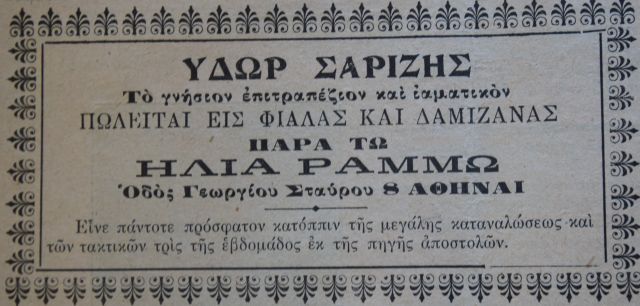 ΥΔΩΡ ΣΑΡΙΖΗΣ
Τὸ γνήσιον ἐπιτραπέζιον καὶ ἰαματικὸν
ΠΩΛΕΙΤΑΙ ΕΙΣ ΦΙΑΛΑΣ ΚΑΙ ΔΑΜΙΖΑΝΑΣ
ΠΑΡΑ ΤΩ
ΗΛΙΑ ΡΑΜΜΩ
Ὁδὸς Γεωργίου Σταύρου 8 ΑΘΗΝΑΙ
Εἶνε πάντοτε πρόσφατον κατόπιν τῆς μεγάλης καταναλώσεως καὶ
τῶν τακτικῶν τρὶς τῆς ἑβδομάδος ἐκ τῆς πηγῆς ἀποστολῶν.